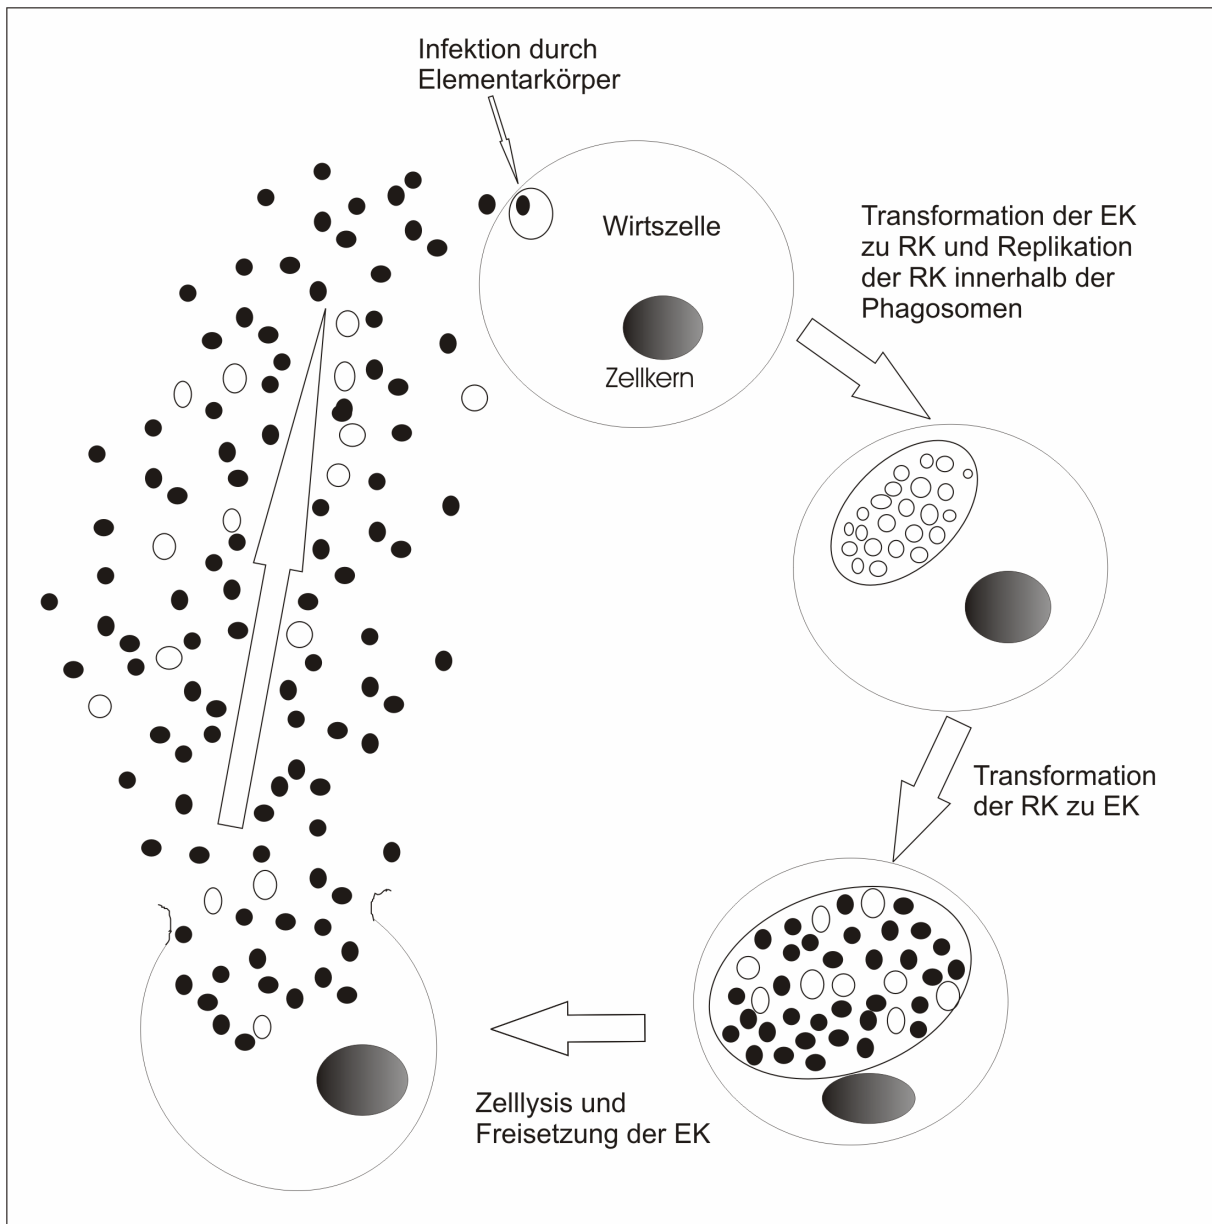 Infektion durch
Elementarkörper
Wirtszelle
Zellkern
Transformation der EK
zu RK und Replikation
der RK innerhalb der
Phagosomen
Transformation
der RK zu EK
Zelllysis und
Freisetzung der EK